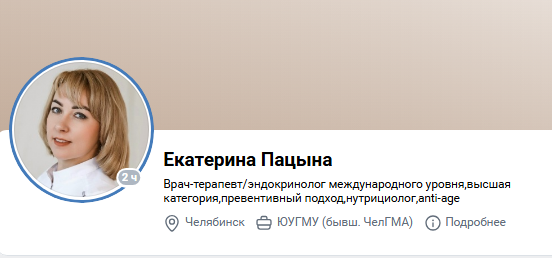 2 ч
Екатерина Пацына
Врач-терапевт/эндокринолог международного уровня,высшая
категория,превентивный подход,нутрициолог,anti-age
Челябинск ЮУГМУ (бывш. ЧелГМА) Подробнее